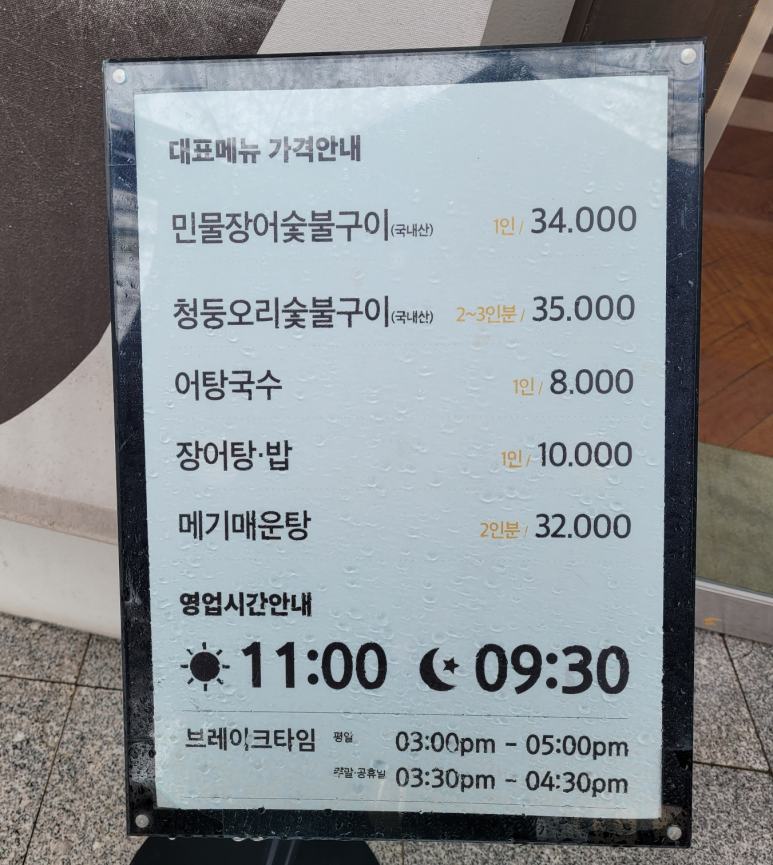 대표메뉴 가격안내
민물장어숯불구이(국내산) 1인/ 34.000
청둥오리숯불구이(국내산) 2~3인분/ 35.000
어탕국수 1인/ 8.000
장어탕·밥 1인/ 10.000
메기매운탕 2인분/ 32.000
영업시간안내
11:00 09:30
브레이크타임 평일 03:00pm - 05:00pm
주말·공휴일 03:30pm - 04:30pm